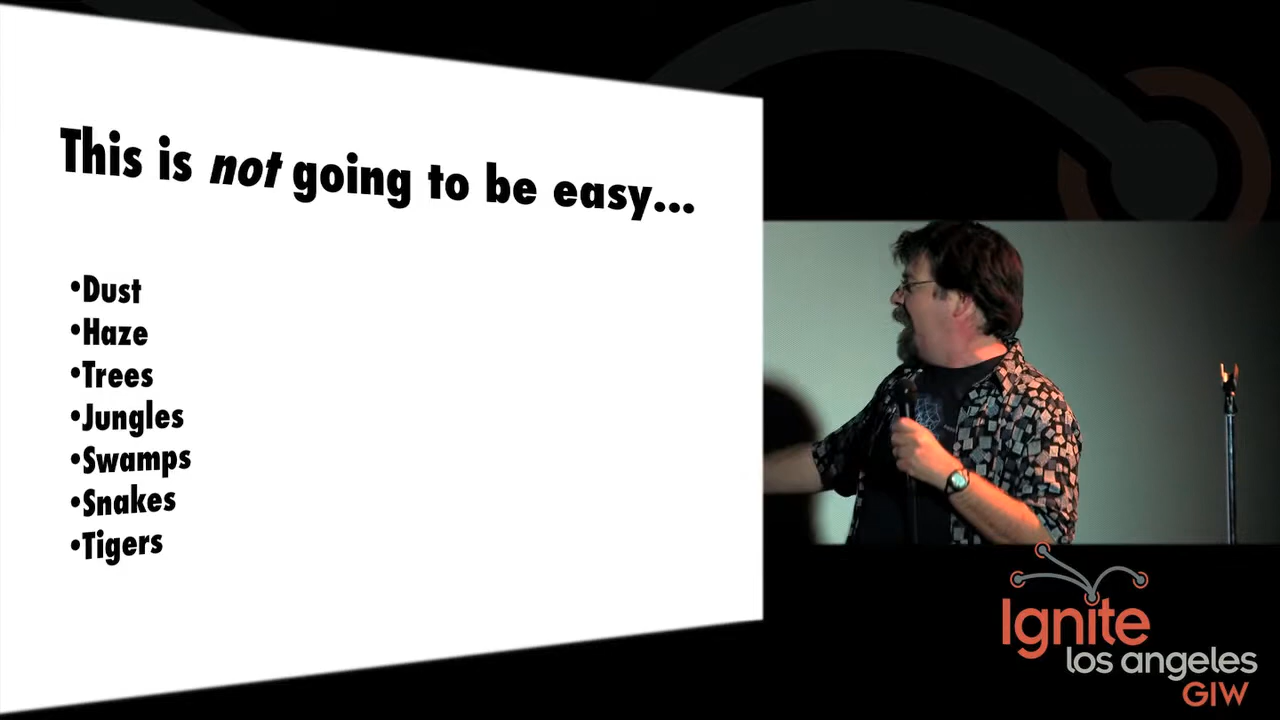 This is not going to be easy...
•Dust
•Haze
•Trees
•Jungles
•Swamps
•Snakes
•Tigers
Ignite
los angeles
GIW